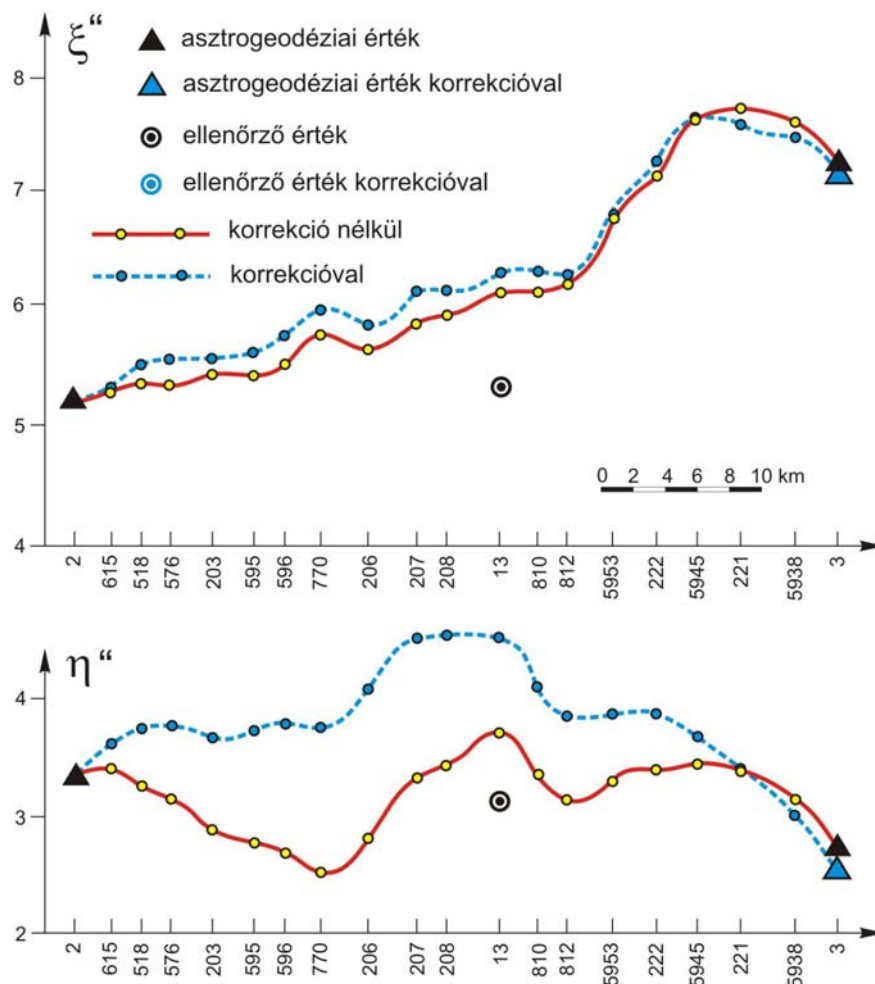 ξ“
asztrogeodéziai érték
asztrogeodéziai érték korrekcióval
ellenőrző érték
ellenőrző érték korrekcióval
korrekció nélkül
korrekcióval
8
7
6
5
4
0 2 4 6 8 10 km
2 615 518 576 203 595 596 770 206 207 208 13 810 812 5953 222 5945 221 5938 3
η“
4
3
2
2 615 518 576 203 595 596 770 206 207 208 13 810 812 5953 222 5945 221 5938 3